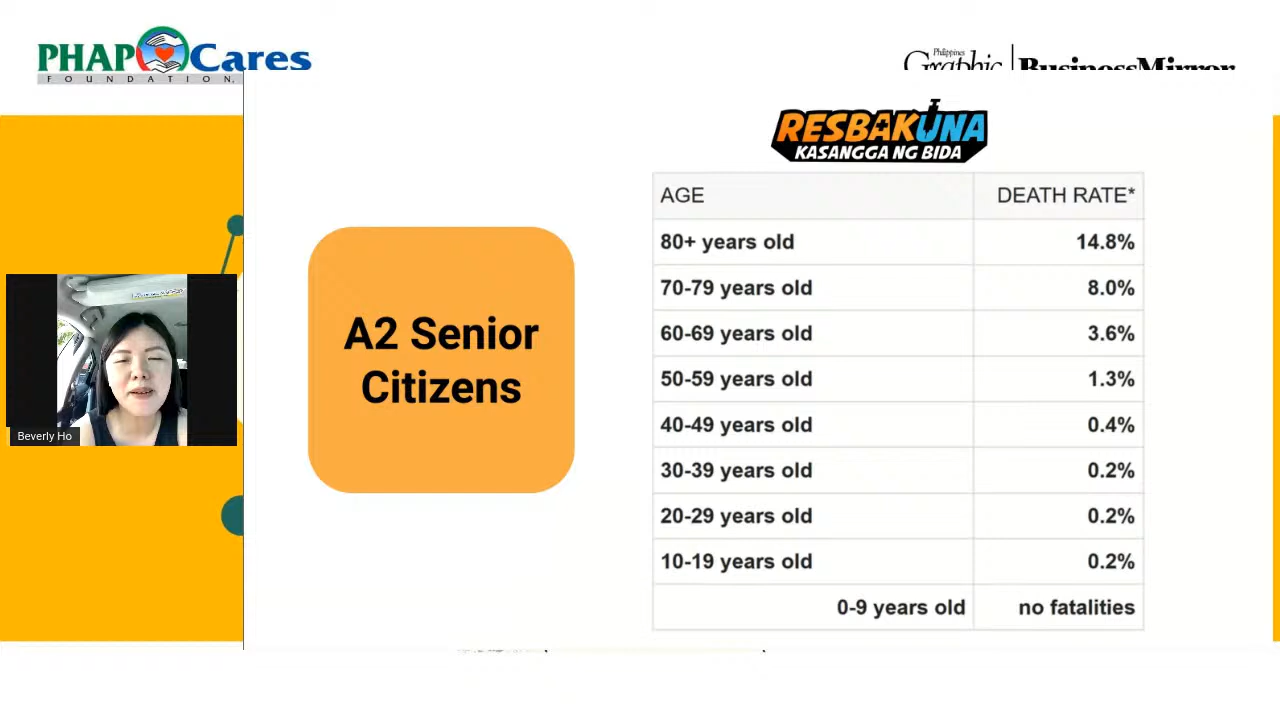 PHAP Cares
FOUNDATION
Philippines
Graphic
BusinessMirror
RESBAKUNA
KASANGGA NG BIDA
AGE DEATH RATE*
80+ years old 14.8%
70-79 years old 8.0%
60-69 years old 3.6%
50-59 years old 1.3%
40-49 years old 0.4%
30-39 years old 0.2%
20-29 years old 0.2%
10-19 years old 0.2%
0-9 years old no fatalities
A2 Senior
Citizens
Beverly Ho